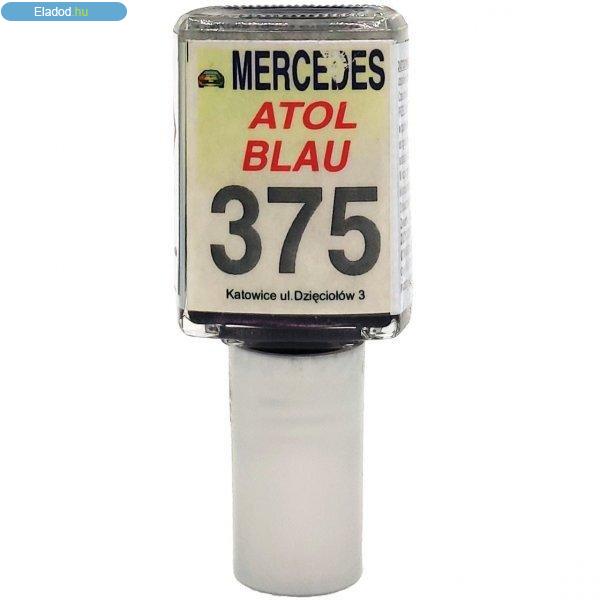 Eladod.hu
MERCEDES
ATOL
BLAU
375
Katowice ul.Dzięciołów 3